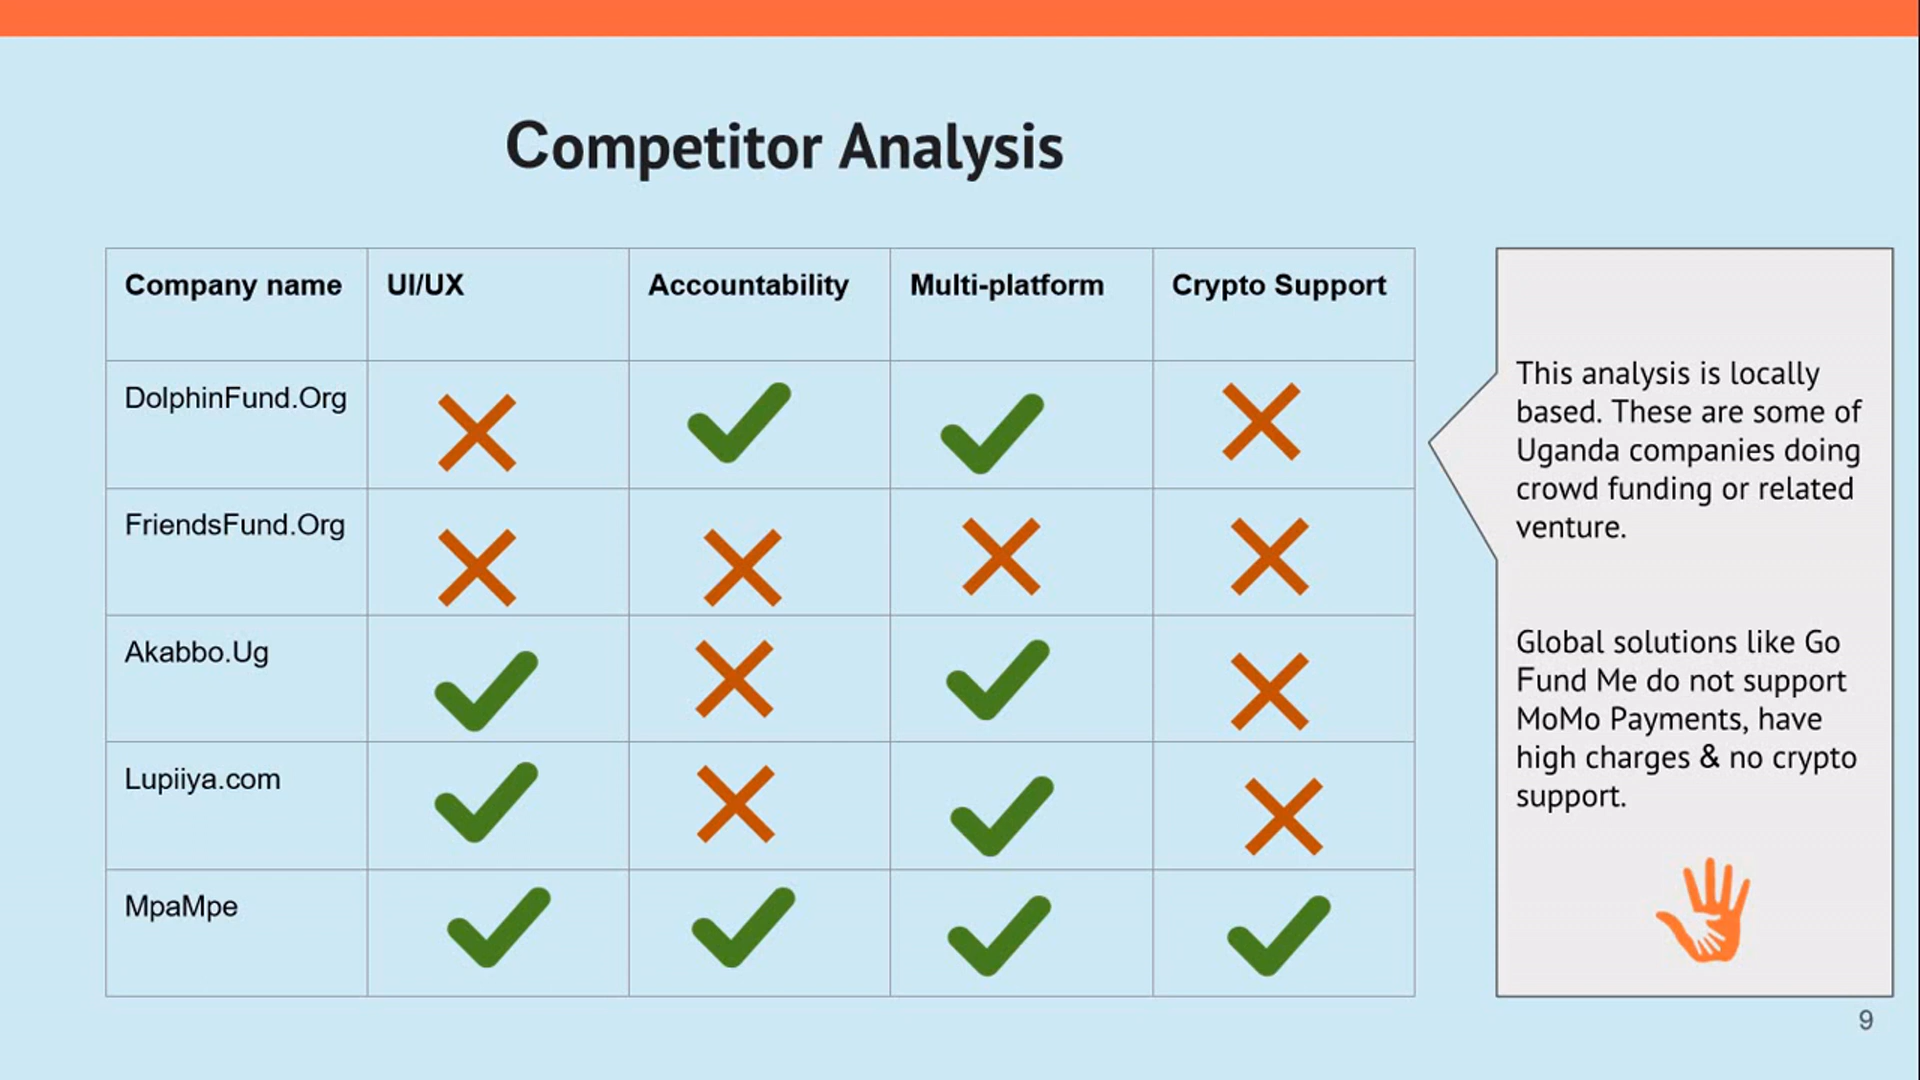 Competitor Analysis
Company name UI/UX Accountability Multi-platform Crypto Support
DolphinFund.Org
FriendsFund.Org
Akabbo.Ug
Lupiiya.com
MpaMpe
This analysis is locally
based. These are some of
Uganda companies doing
crowd funding or related
venture.
Global solutions like Go
Fund Me do not support
MoMo Payments, have
high charges & no crypto
support.
9